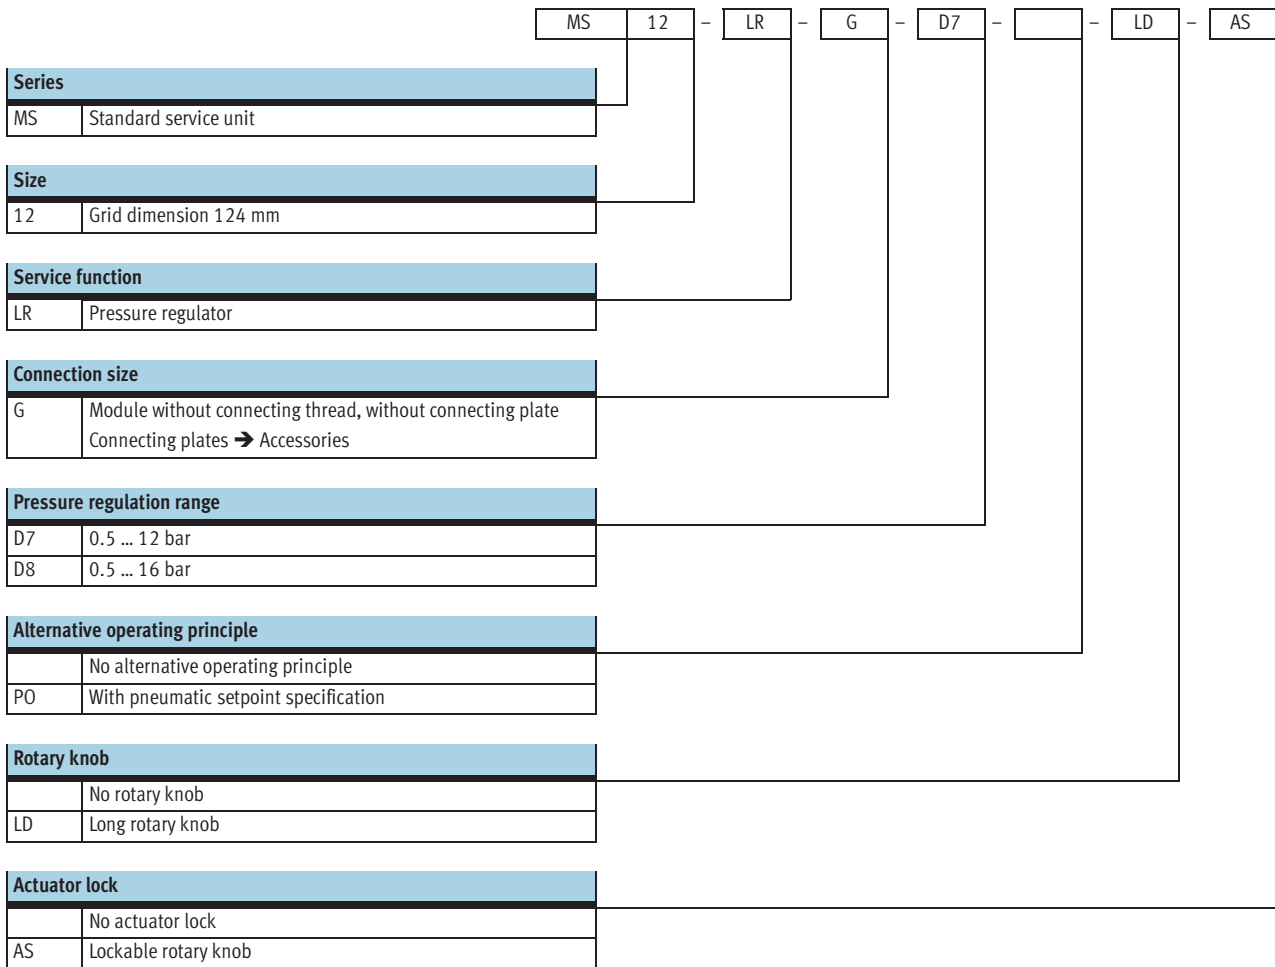 MS 12 – LR – G – D7 – – LD – AS
Series
MS Standard service unit
Size
12 Grid dimension 124 mm
Service function
LR Pressure regulator
Connection size
G Module without connecting thread, without connecting plate
Connecting plates ➔ Accessories
Pressure regulation range
D7 0.5 … 12 bar
D8 0.5 … 16 bar
Alternative operating principle
No alternative operating principle
PO With pneumatic setpoint specification
Rotary knob
No rotary knob
LD Long rotary knob
Actuator lock
No actuator lock
AS Lockable rotary knob